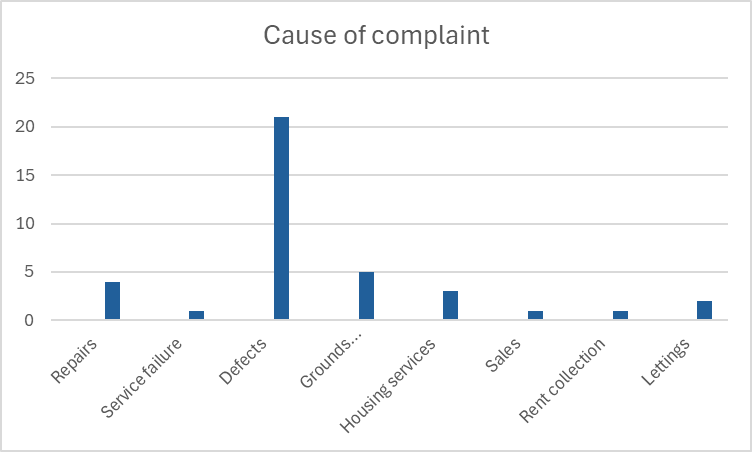 Cause of complaint
25
20
15
10
5
0
Repairs
Service failure
Defects
Grounds...
Housing services
Sales
Rent collection
Lettings